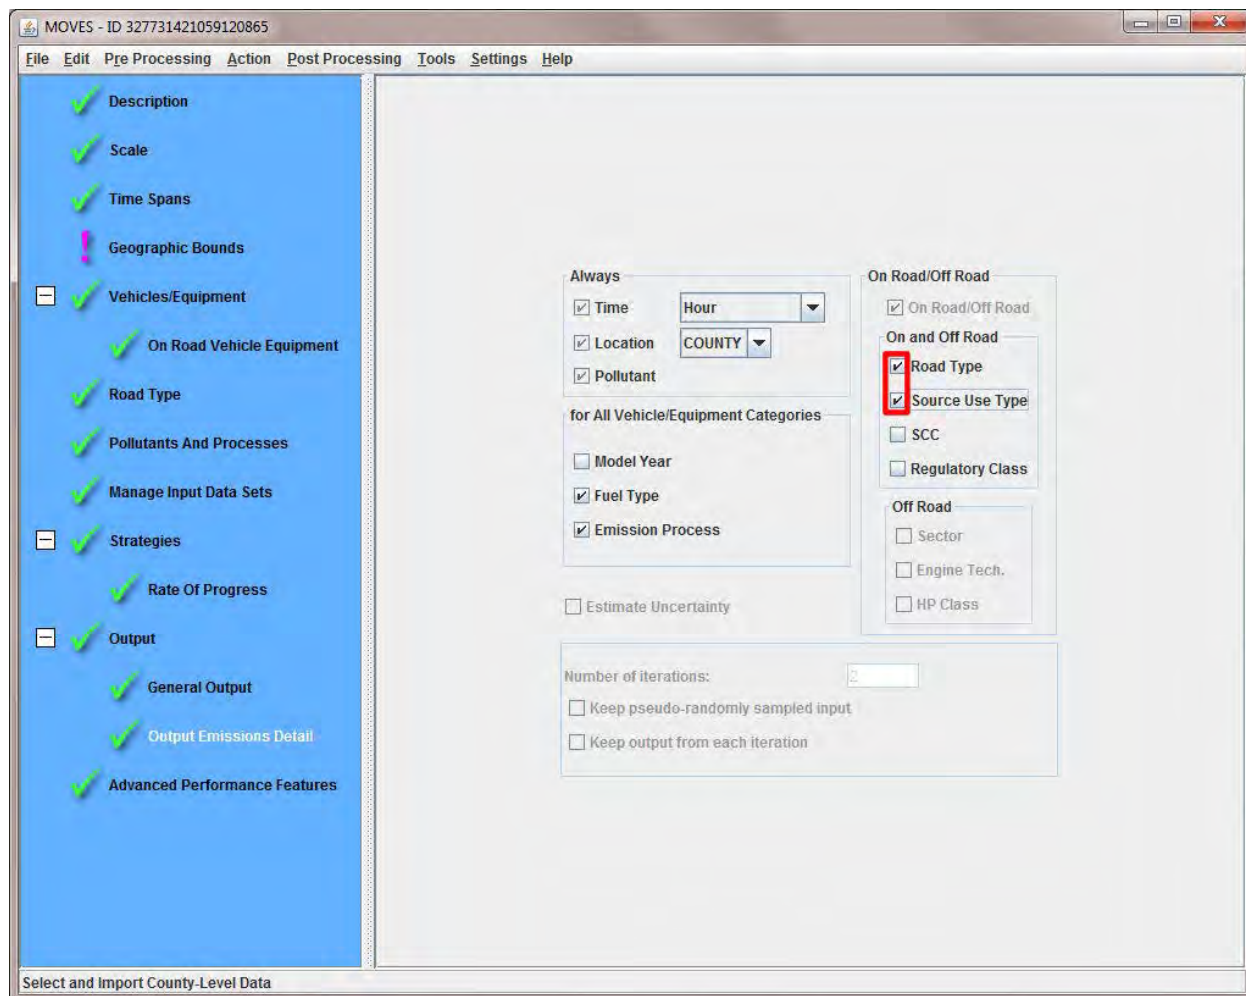 MOVES - ID 327731421059120865
File Edit Pre Processing Action Post Processing Tools Settings Help
Description
Scale
Time Spans
Geographic Bounds
Vehicles/Equipment
On Road Vehicle Equipment
Road Type
Pollutants And Processes
Manage Input Data Sets
Strategies
Rate Of Progress
Output
General Output
Output Emissions Detail
Advanced Performance Features
Always
Time Hour
Location COUNTY
Pollutant
for All Vehicle/Equipment Categories
Model Year
Fuel Type
Emission Process
Estimate Uncertainty
On Road/Off Road
On Road/Off Road
On and Off Road
Road Type
Source Use Type
SCC
Regulatory Class
Off Road
Sector
Engine Tech.
HP Class
Number of iterations: 2
Keep pseudo-randomly sampled input
Keep output from each iteration
Select and Import County-Level Data